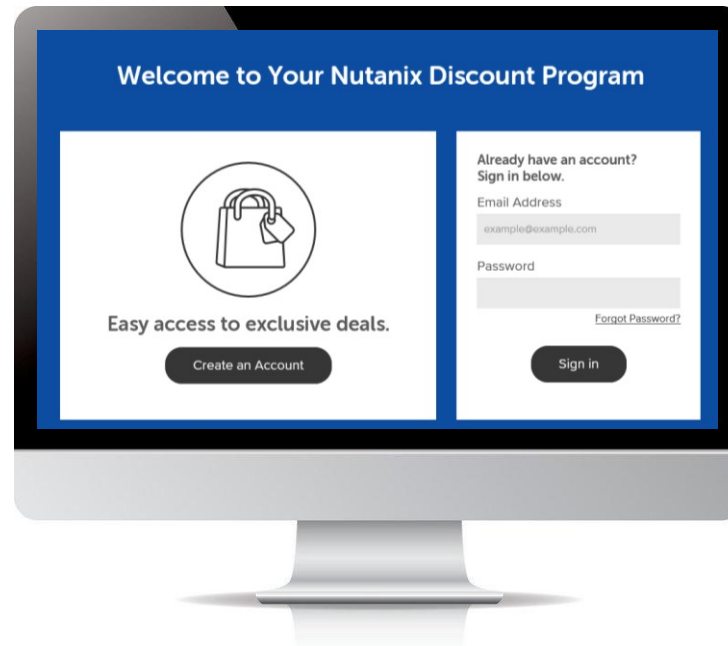 Welcome to Your Nutanix Discount Program
Easy access to exclusive deals.
Create an Account
Already have an account?
Sign in below.
Email Address
example@example.com
Password
Forgot Password?
Sign in